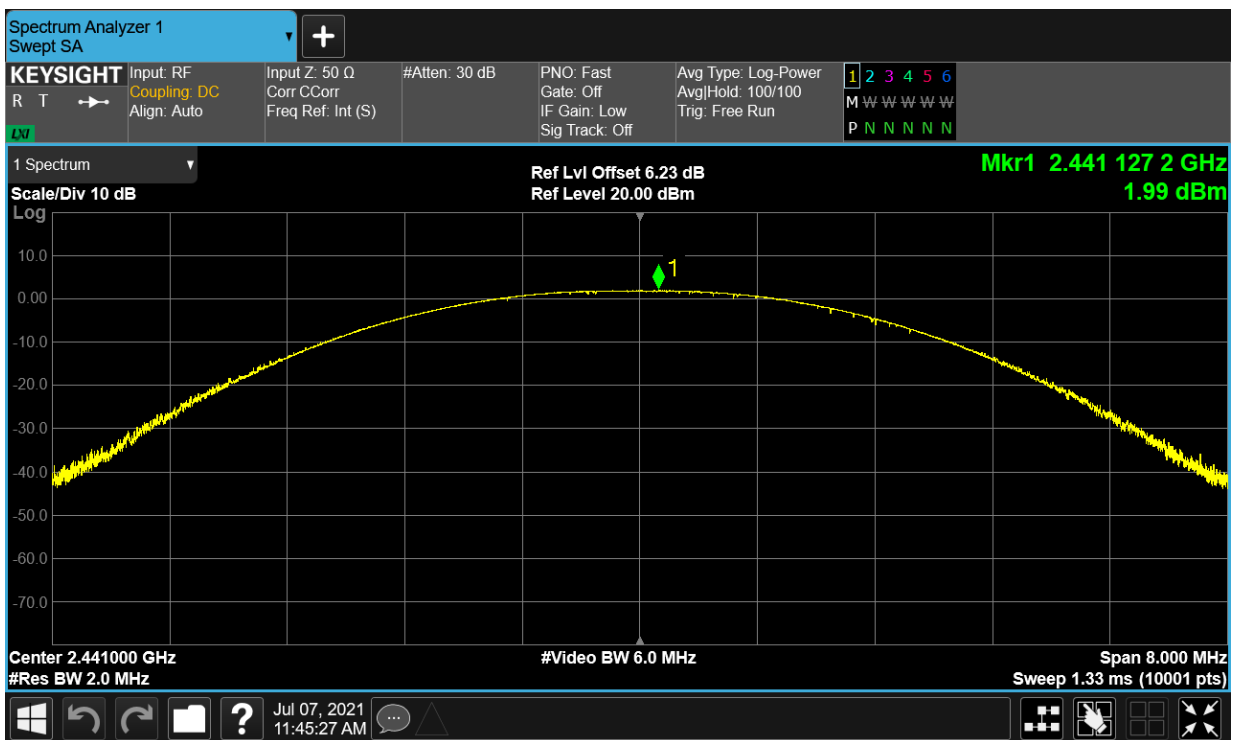 Spectrum Analyzer 1
Swept SA
KEYSIGHT
R T
LXI
Input: RF
Coupling: DC
Align: Auto
Input Z: 50 Ω
Corr CCorr
Freq Ref: Int (S)
#Atten: 30 dB
PNO: Fast
Gate: Off
IF Gain: Low
Sig Track: Off
Avg Type: Log-Power
Avg|Hold: 100/100
Trig: Free Run
1 2 3 4 5 6
M W W W W W
P N N N N N
1 Spectrum
Scale/Div 10 dB
Log
Ref Lvl Offset 6.23 dB
Ref Level 20.00 dBm
Mkr1 2.441 127 2 GHz
1.99 dBm
1
10.0
0.00
-10.0
-20.0
-30.0
-40.0
-50.0
-60.0
-70.0
Center 2.441000 GHz
#Res BW 2.0 MHz
#Video BW 6.0 MHz
Span 8.000 MHz
Sweep 1.33 ms (10001 pts)
?
Jul 07, 2021
11:45:27 AM